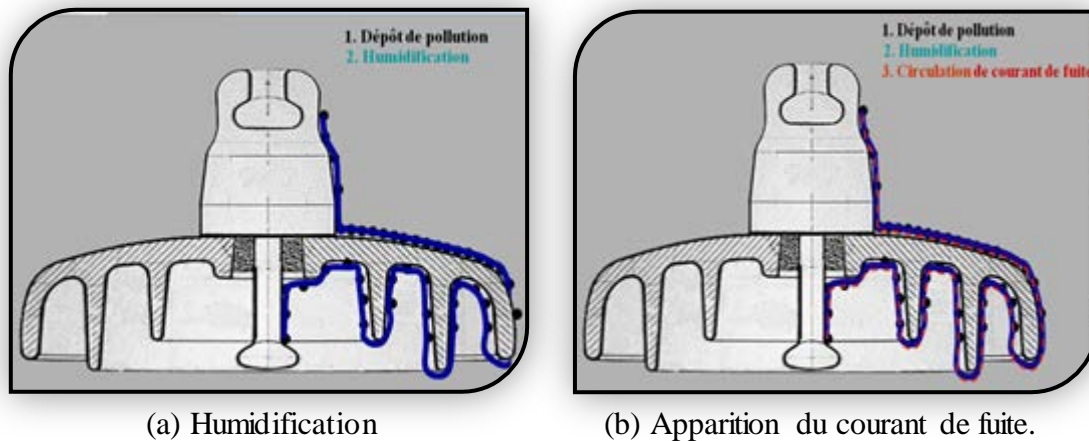 1. Dépôt de pollution
2. Humidification
1. Dépôt de pollution
2. Humidification
3. Circulation de courant de fuite
(a) Humidification
(b) Apparition du courant de fuite.